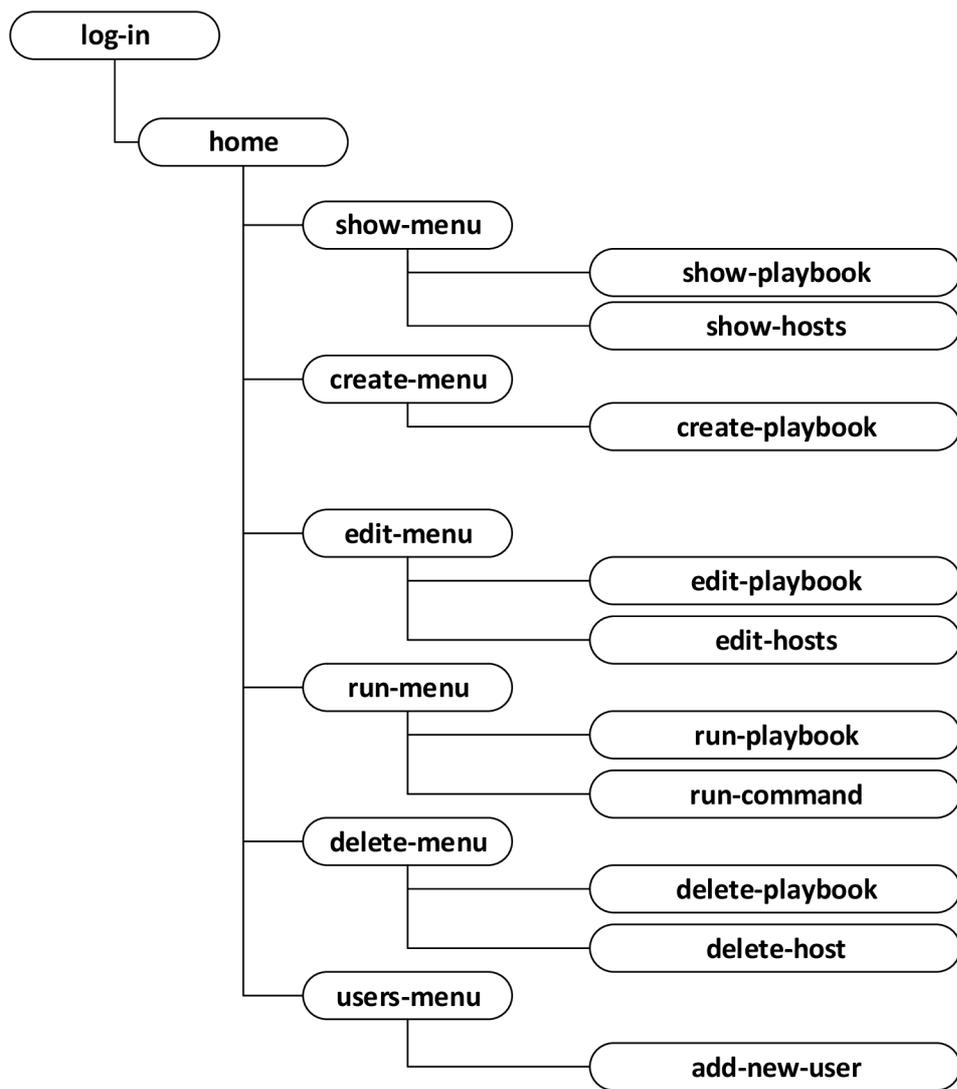 log-in
home
show-menu
show-playbook
show-hosts
create-menu
create-playbook
edit-menu
edit-playbook
edit-hosts
run-menu
run-playbook
run-command
delete-menu
delete-playbook
delete-host
users-menu
add-new-user